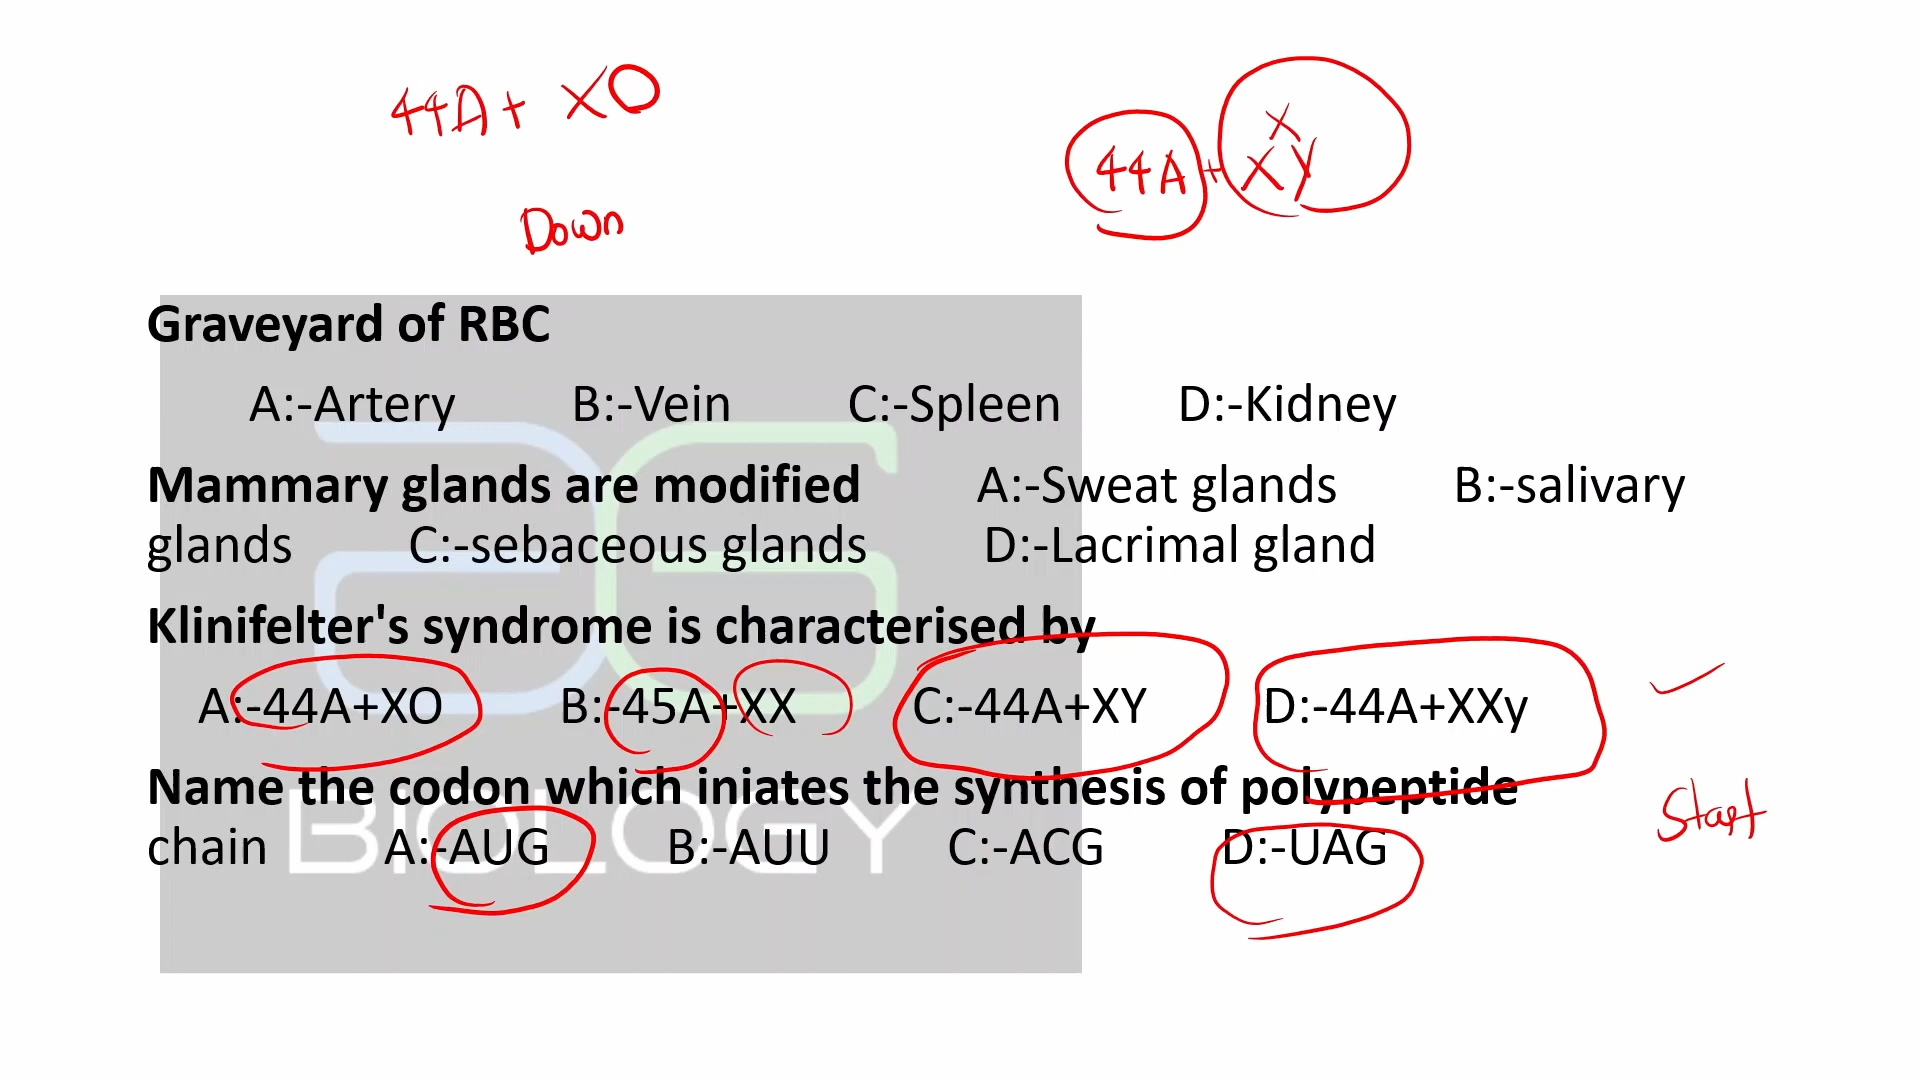 44A+ XO
X
44A + XY
Down
Graveyard of RBC
A:-Artery B:-Vein C:-Spleen D:-Kidney
Mammary glands are modified A:-Sweat glands B:-salivary
glands C:-sebaceous glands D:-Lacrimal gland
Klinifelter's syndrome is characterised by
A:-44A+XO B:-45A+XX C:-44A+XY D:-44A+XXy
Name the codon which iniates the synthesis of polypeptide
Start
chain A:-AUG B:-AUU C:-ACG D:-UAG
BIOLOGY